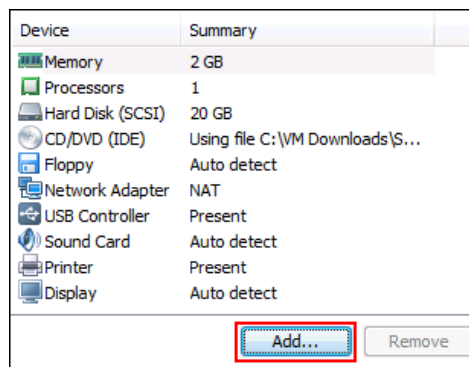 Device Summary
Memory 2 GB
Processors 1
Hard Disk (SCSI) 20 GB
CD/DVD (IDE) Using file C:\VM Downloads\S...
Floppy Auto detect
Network Adapter NAT
USB Controller Present
Sound Card Auto detect
Printer Present
Display Auto detect
Add... Remove